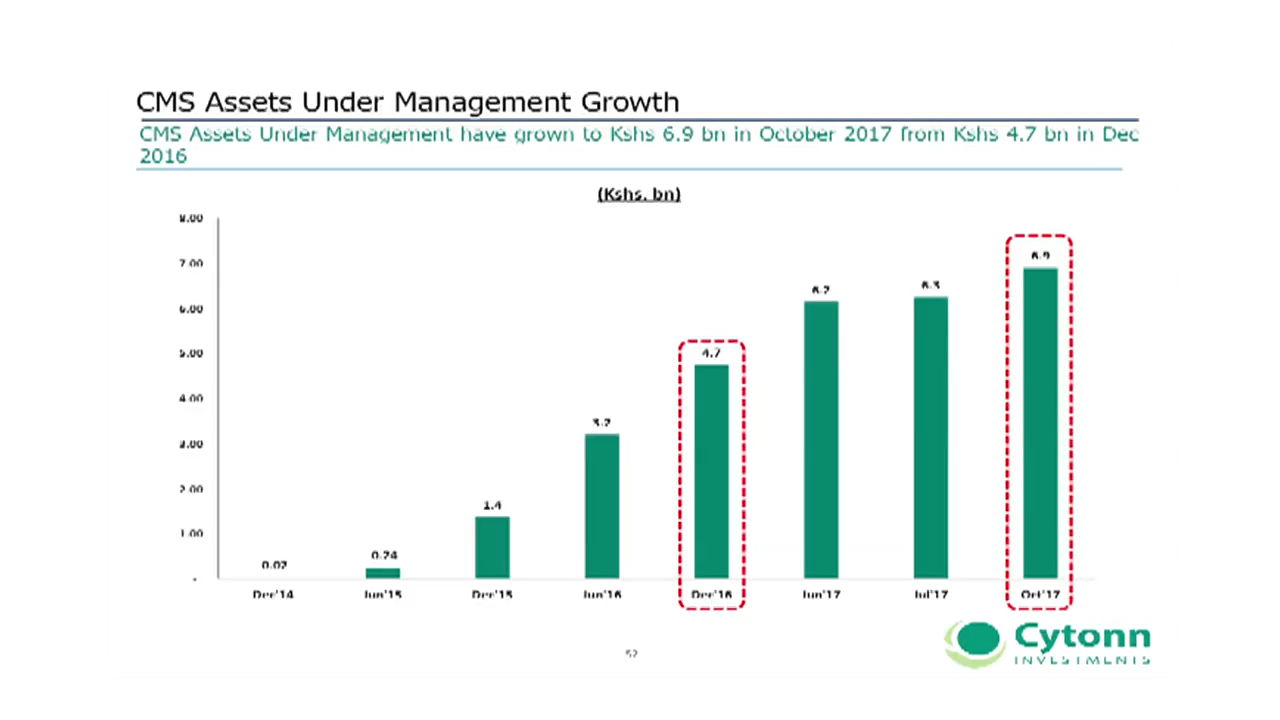 CMS Assets Under Management Growth
CMS Assets Under Management have grown to Kshs 6.9 bn in October 2017 from Kshs 4.7 bn in Dec
2016
(Kshs. bn)
8.00
7.00
6.00
5.00
4.00
3.00
2.00
1.00
-
0.02
0.24
1.4
3.2
4.7
6.2
6.3
6.9
Dec'14
Jun'15
Dec'15
Jun'16
Dec'16
Jun'17
Jul'17
Oct'17
52
Cytonn
INVESTMENTS